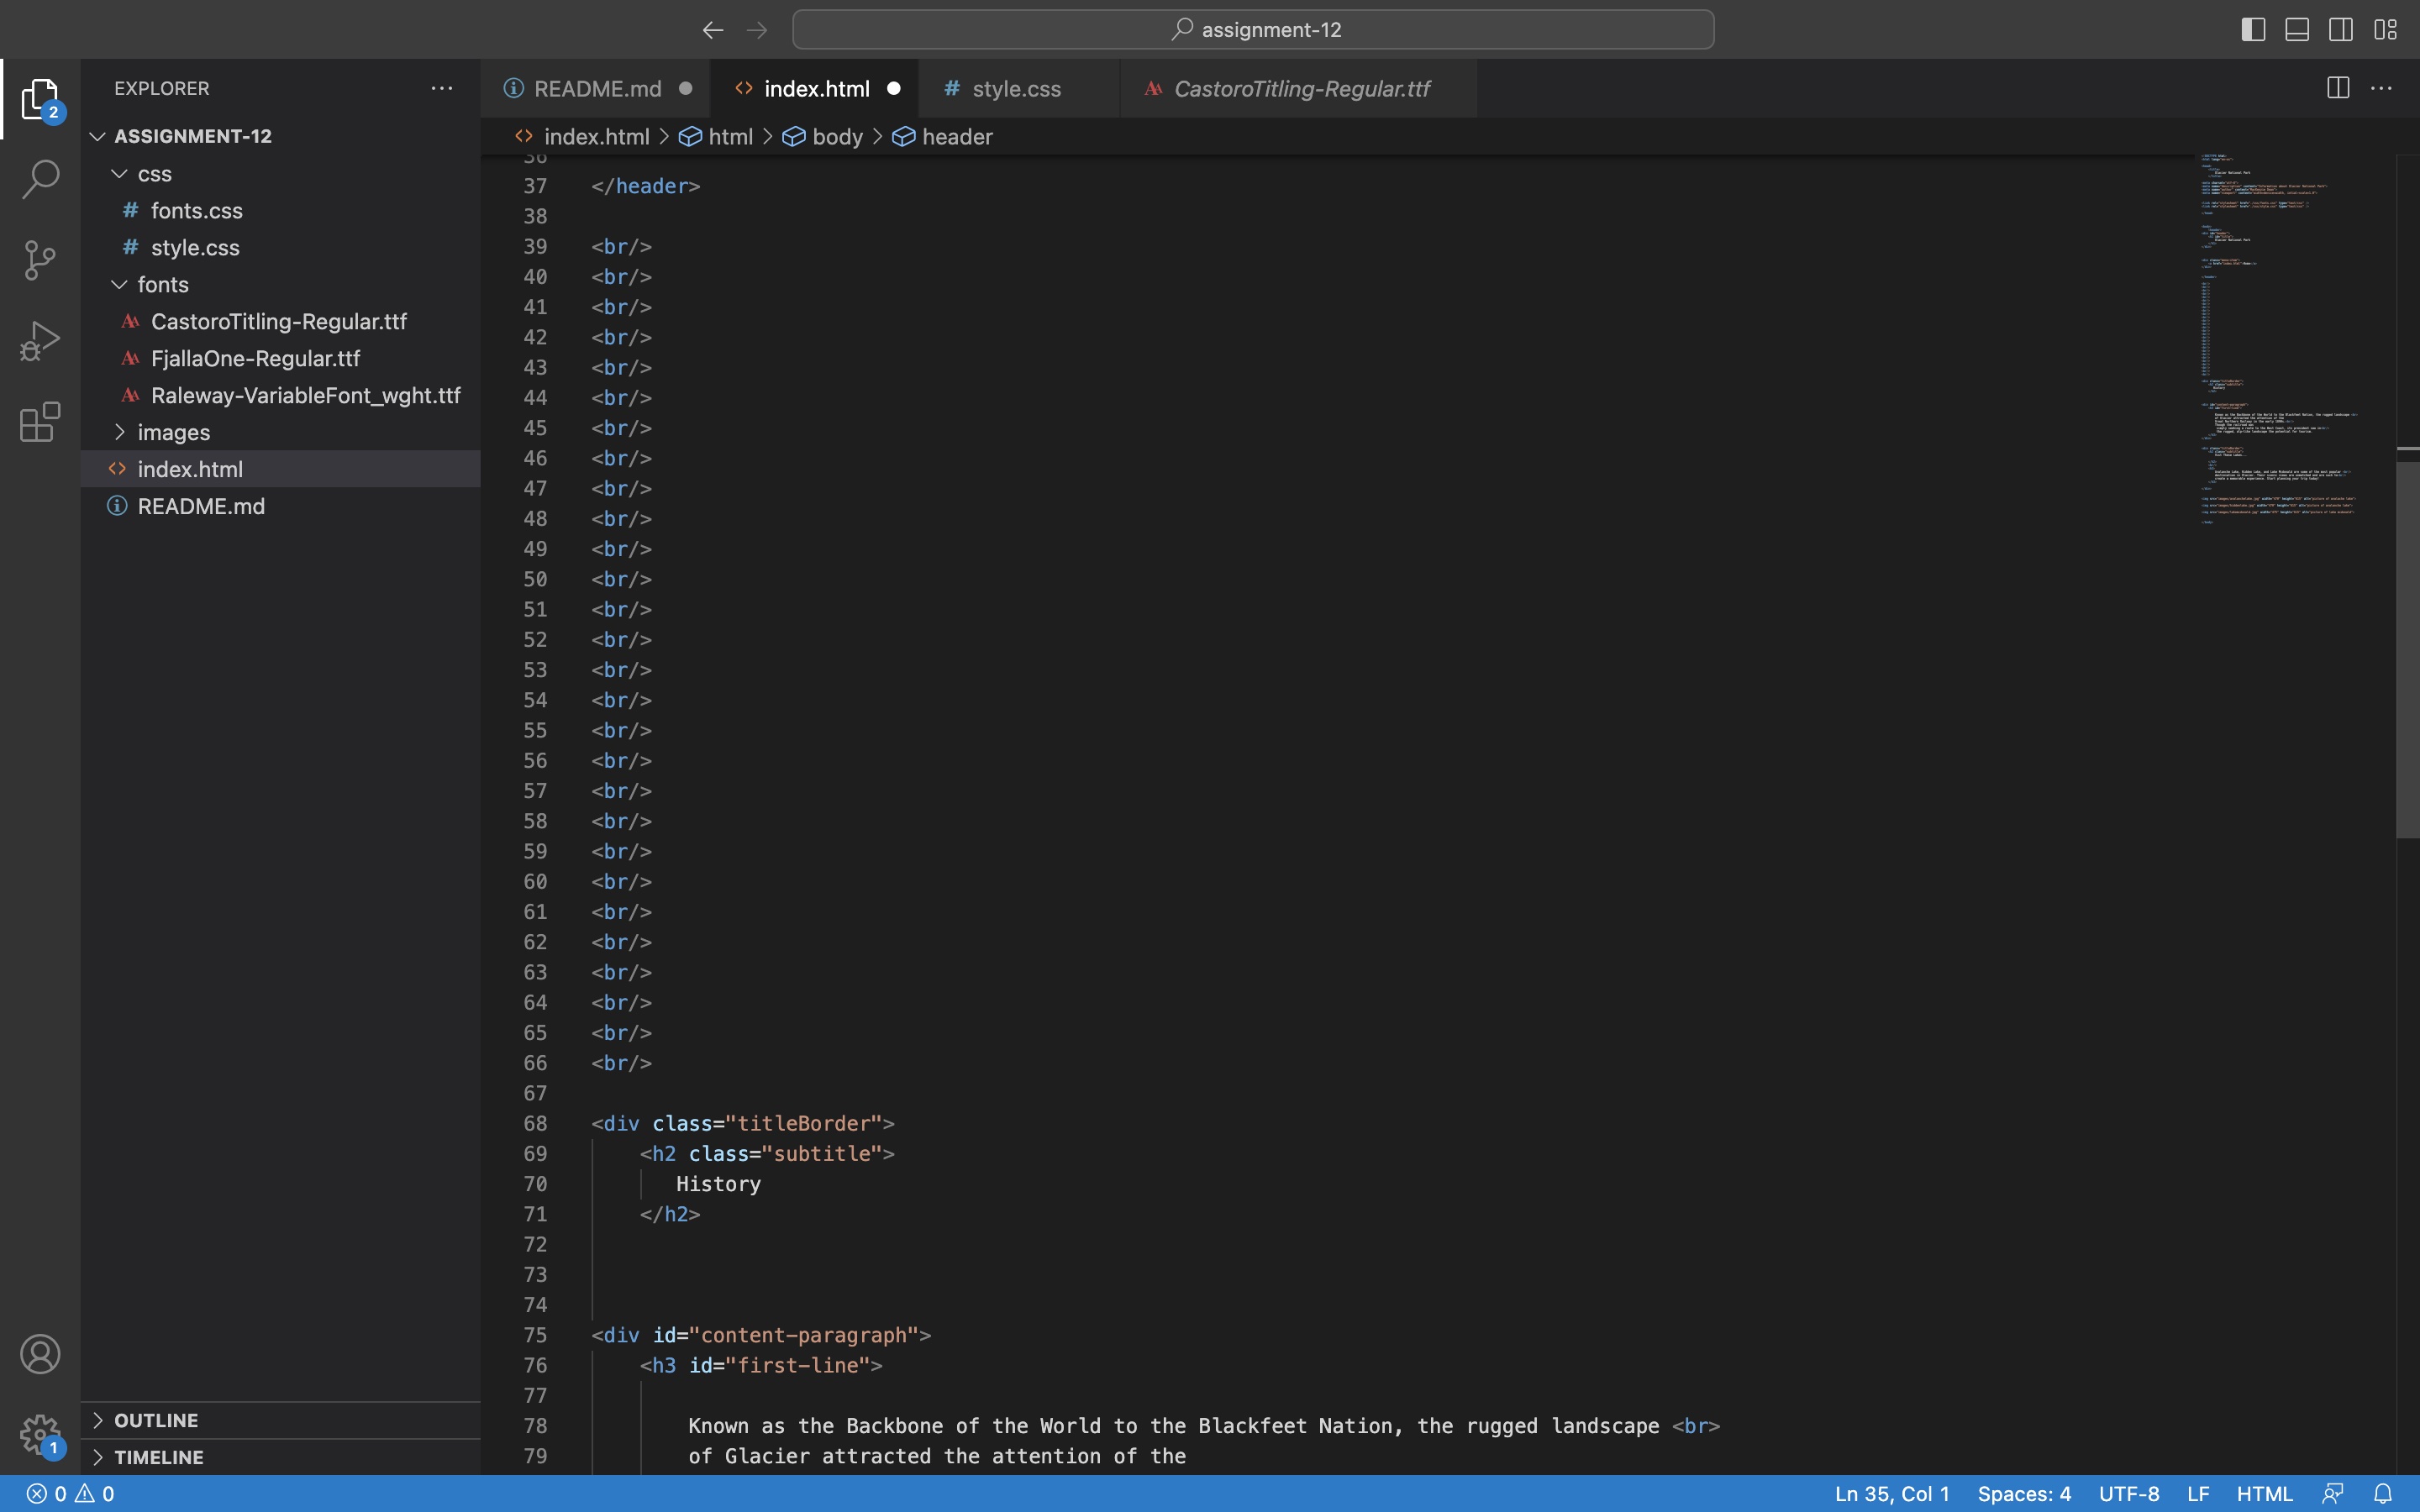 assignment-12
EXPLORER
README.md
index.html
style.css
CastoroTitling-Regular.ttf
2
ASSIGNMENT-12
index.html > html > body > header
css
# fonts.css
# style.css
fonts
CastoroTitling-Regular.ttf
FjallaOne-Regular.ttf
Raleway-VariableFont_wght.ttf
images
index.html
README.md
36
37 </header>
38
39 <br/>
40 <br/>
41 <br/>
42 <br/>
43 <br/>
44 <br/>
45 <br/>
46 <br/>
47 <br/>
48 <br/>
49 <br/>
50 <br/>
51 <br/>
52 <br/>
53 <br/>
54 <br/>
55 <br/>
56 <br/>
57 <br/>
58 <br/>
59 <br/>
60 <br/>
61 <br/>
62 <br/>
63 <br/>
64 <br/>
65 <br/>
66 <br/>
67
68 <div class="titleBorder">
69 <h2 class="subtitle">
70 History
71 </h2>
72
73
74
75 <div id="content-paragraph">
76 <h3 id="first-line">
77
78 Known as the Backbone of the World to the Blackfeet Nation, the rugged landscape <br>
79 of Glacier attracted the attention of the
OUTLINE
1
TIMELINE
0 0
Ln 35, Col 1 Spaces: 4 UTF-8 LF HTML